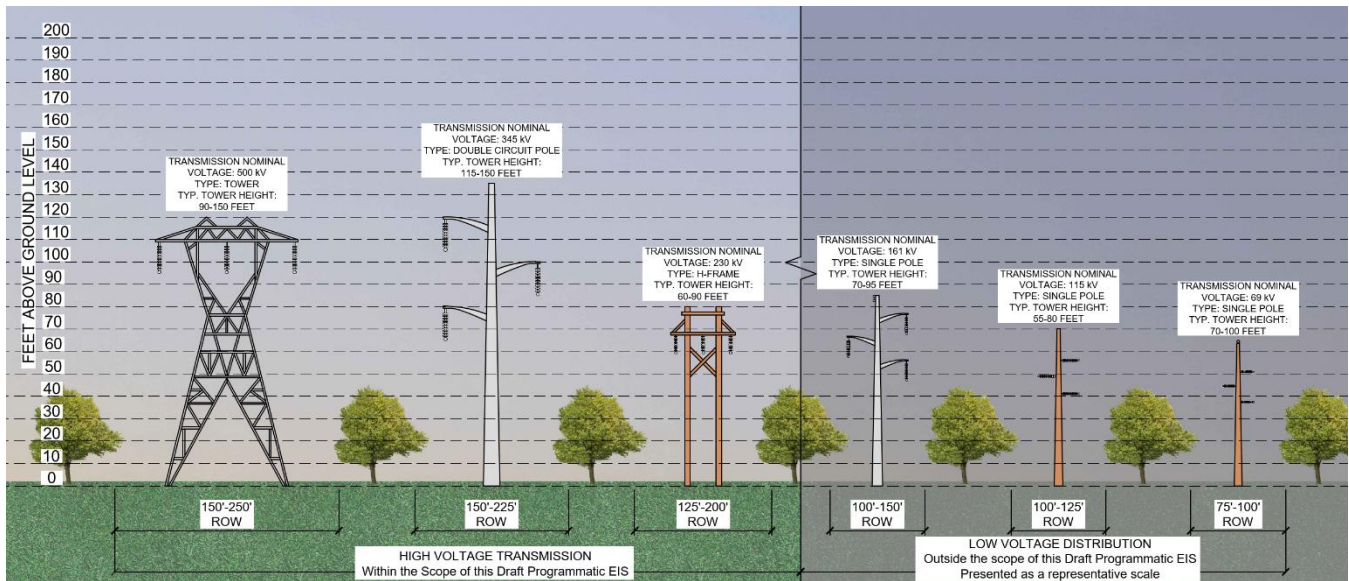 200
190
180
170
160
150
140
130
120
110
100
90
80
70
60
50
40
30
20
10
0
FEET ABOVE GROUND LEVEL
TRANSMISSION NOMINAL
VOLTAGE: 500 kV
TYPE: TOWER
TYP. TOWER HEIGHT:
90-150 FEET
TRANSMISSION NOMINAL
VOLTAGE: 345 kV
TYPE: DOUBLE CIRCUIT POLE
TYP. TOWER HEIGHT:
115-150 FEET
TRANSMISSION NOMINAL
VOLTAGE: 230 kV
TYPE: H-FRAME
TYP. TOWER HEIGHT:
60-90 FEET
TRANSMISSION NOMINAL
VOLTAGE: 161 kV
TYPE: SINGLE POLE
TYP. TOWER HEIGHT:
70-95 FEET
TRANSMISSION NOMINAL
VOLTAGE: 115 kV
TYPE: SINGLE POLE
TYP. TOWER HEIGHT:
55-80 FEET
TRANSMISSION NOMINAL
VOLTAGE: 69 kV
TYPE: SINGLE POLE
TYP. TOWER HEIGHT:
70-100 FEET
150'-250'
ROW
150'-225'
ROW
125'-200'
ROW
100'-150'
ROW
100'-125'
ROW
75'-100'
ROW
HIGH VOLTAGE TRANSMISSION
Within the Scope of this Draft Programmatic EIS
LOW VOLTAGE DISTRIBUTION
Outside the scope of this Draft Programmatic EIS
Presented as a representative scale